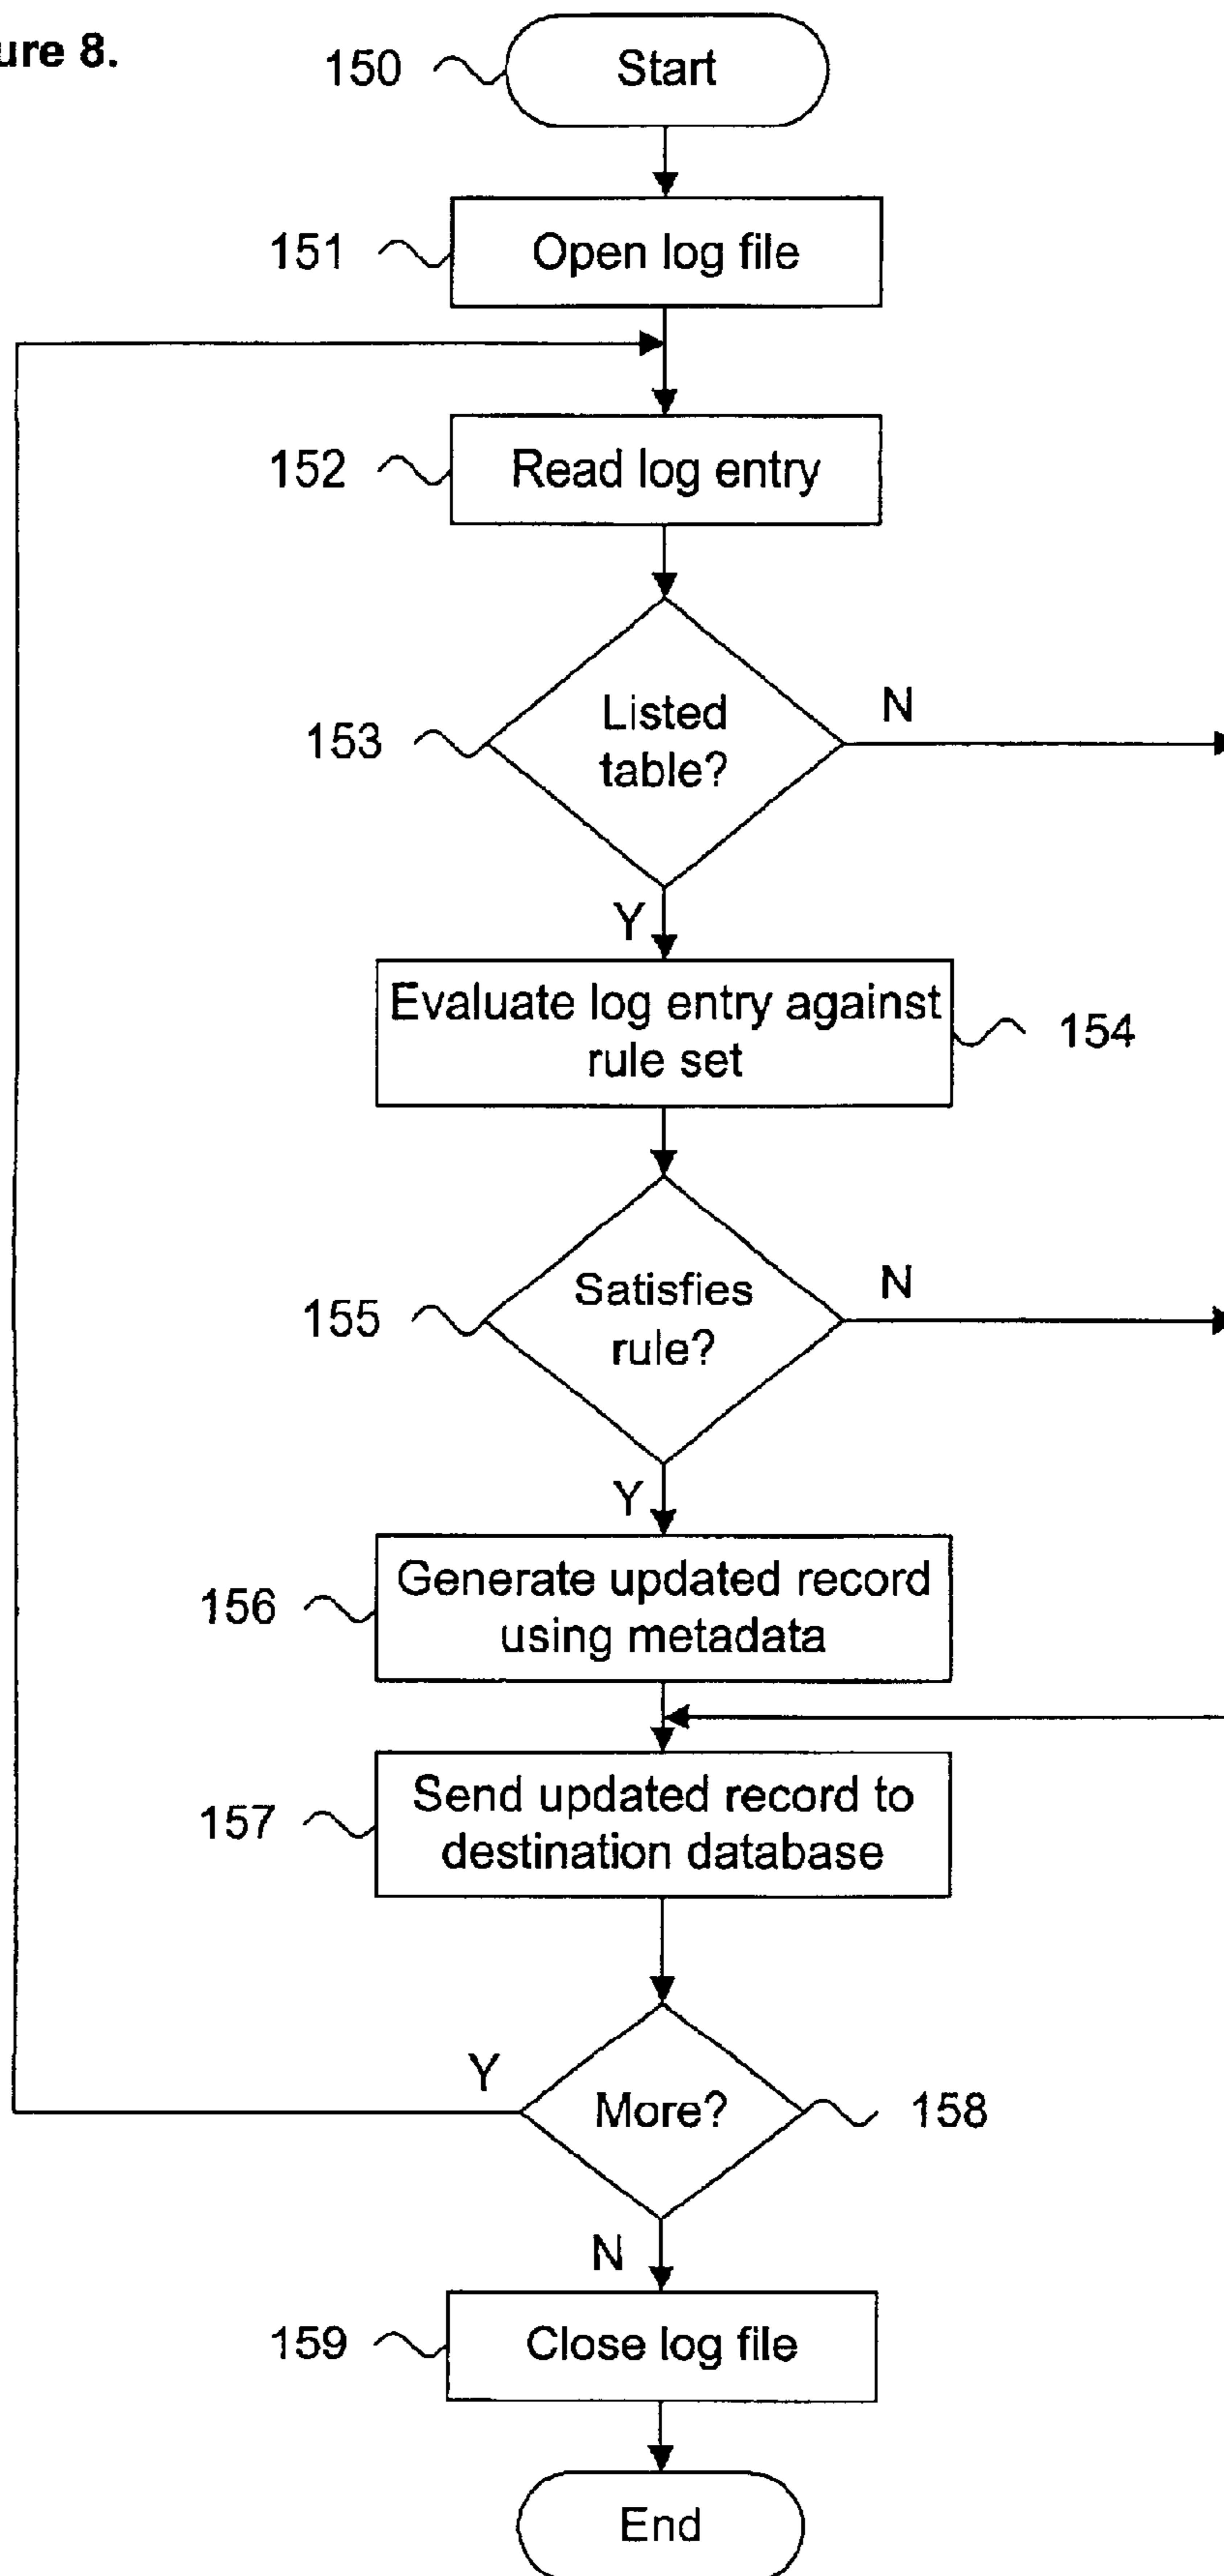 ure 8.
150
Start
151
Open log file
152
Read log entry
153
Listed
table?
N
Y
Evaluate log entry against
rule set
154
155
Satisfies
rule?
N
Y
156
Generate updated record
using metadata
157
Send updated record to
destination database
Y
More?
158
N
159
Close log file
End